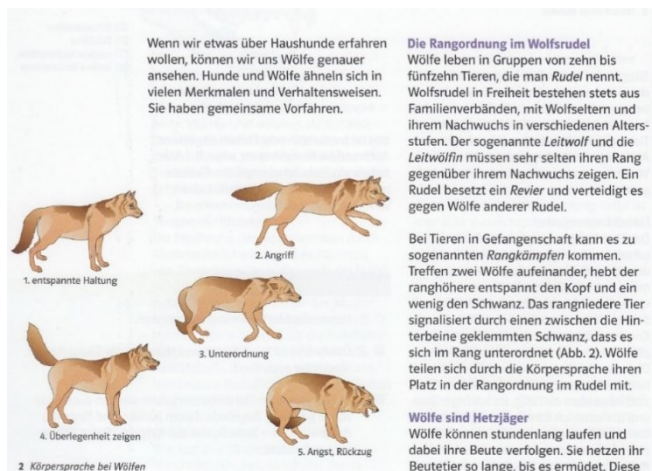 Wenn wir etwas über Haushunde erfahren
wollen, können wir uns Wölfe genauer
ansehen. Hunde und Wölfe ähneln sich in
vielen Merkmalen und Verhaltensweisen.
Sie haben gemeinsame Vorfahren.
1. entspannte Haltung
2. Angriff
3. Unterordnung
4. Überlegenheit zeigen
5. Angst, Rückzug
2 Körpersprache bei Wölfen
Die Rangordnung im Wolfsrudel
Wölfe leben in Gruppen von zehn bis
fünfzehn Tieren, die man Rudel nennt.
Wolfsrudel in Freiheit bestehen stets aus
Familienverbänden, mit Wolfseltern und
ihrem Nachwuchs in verschiedenen Alters-
stufen. Der sogenannte Leitwolf und die
Leitwölfin müssen sehr selten ihren Rang
gegenüber ihrem Nachwuchs zeigen. Ein
Rudel besetzt ein Revier und verteidigt es
gegen Wölfe anderer Rudel.
Bei Tieren in Gefangenschaft kann es zu
sogenannten Rangkämpfen kommen.
Treffen zwei Wölfe aufeinander, hebt der
ranghöhere entspannt den Kopf und ein
wenig den Schwanz. Das rangniedere Tier
signalisiert durch einen zwischen die Hin-
terbeine geklemmten Schwanz, dass es
sich im Rang unterordnet (Abb. 2). Wölfe
teilen sich durch die Körpersprache ihren
Platz in der Rangordnung im Rudel mit.
Wölfe sind Hetzjäger
Wölfe können stundenlang laufen und
dabei ihre Beute verfolgen. Sie hetzen ihr
Beutetier so lange, bis es ermüdet. Diese